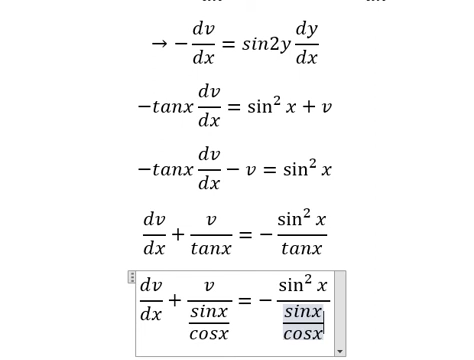 → −dv/dx = sin2y dy/dx
−tanx dv/dx = sin² x + v
−tanx dv/dx − v = sin² x
dv/dx + v/tanx = − sin² x/tanx
dv/dx + v/(sinx/cosx) = − sin² x/(sinx/cosx)